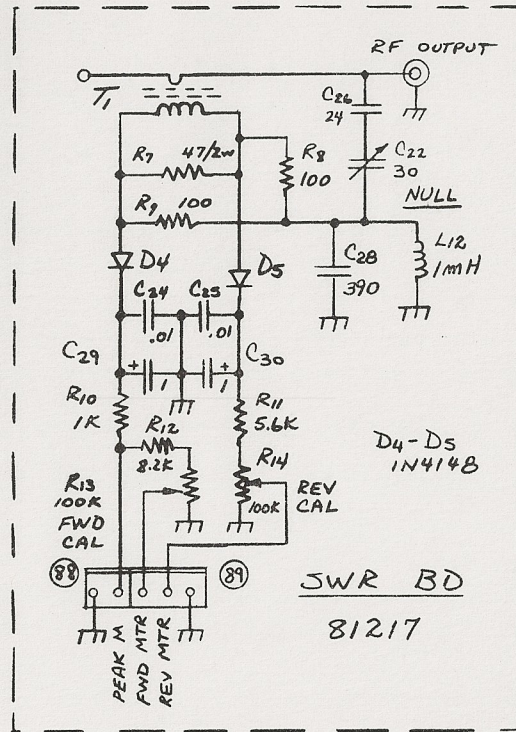 RF OUTPUT
T1
C26
24
R7 47/2W
R8
100
C22
30
NULL
R9 100
L12
1MH
D4
D5
C28
390
C24 C25
.01 .01
C29 C30
+ +
1 1
R10
1K
R11
5.6K
R12
8.2K
D4-D5
1N4148
R13
100K
FWD
CAL
R14
100K
REV
CAL
88 89
PEAK M
FWD MTR
REV MTR
SWR BD
81217